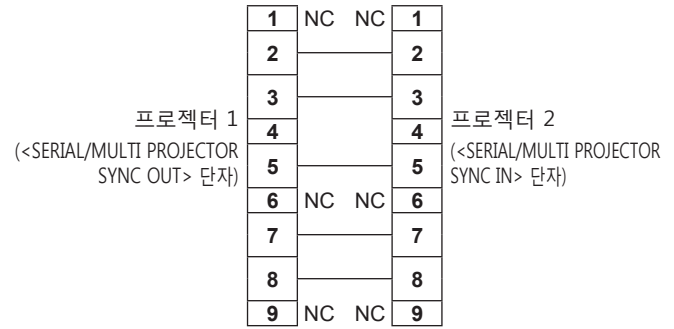 1 NC NC 1
2 2
3 3
프로젝터 1
(<SERIAL/MULTI PROJECTOR
SYNC OUT> 단자)
4 4
프로젝터 2
(<SERIAL/MULTI PROJECTOR
SYNC IN> 단자)
5 5
6 NC NC 6
7 7
8 8
9 NC NC 9